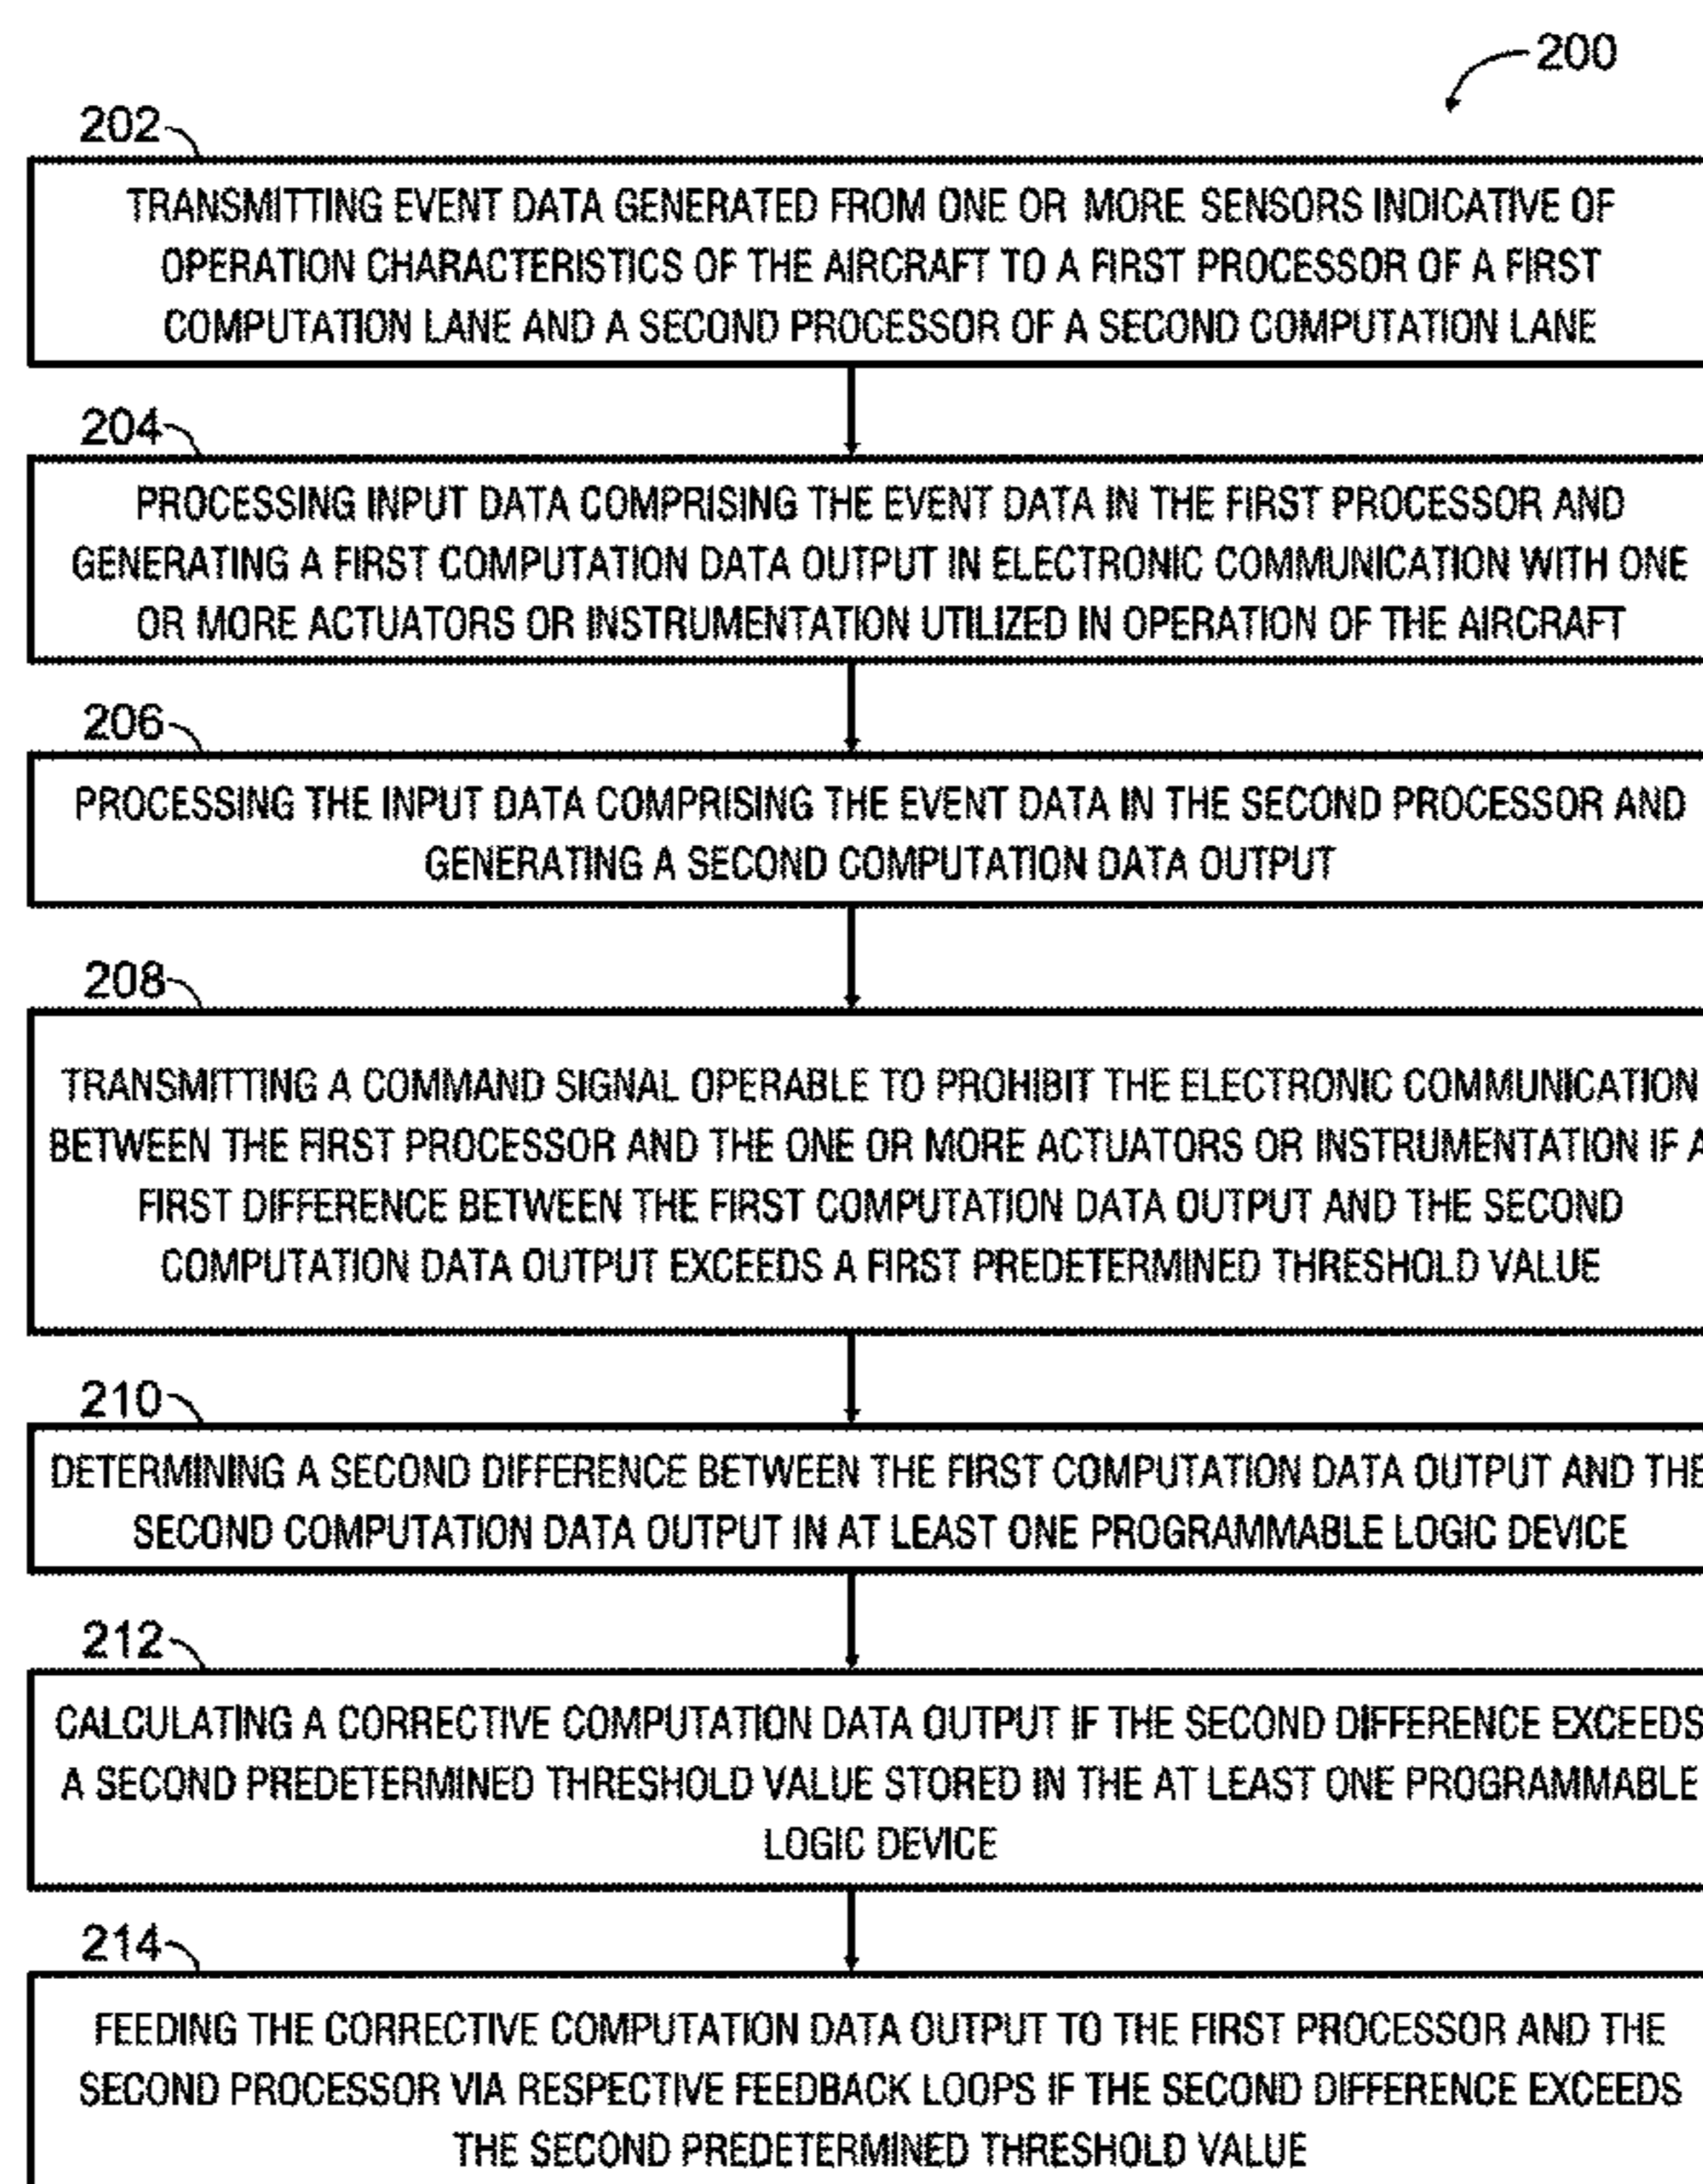 200
202
TRANSMITTING EVENT DATA GENERATED FROM ONE OR MORE SENSORS INDICATIVE OF
OPERATION CHARACTERISTICS OF THE AIRCRAFT TO A FIRST PROCESSOR OF A FIRST
COMPUTATION LANE AND A SECOND PROCESSOR OF A SECOND COMPUTATION LANE
204
PROCESSING INPUT DATA COMPRISING THE EVENT DATA IN THE FIRST PROCESSOR AND
GENERATING A FIRST COMPUTATION DATA OUTPUT IN ELECTRONIC COMMUNICATION WITH ONE
OR MORE ACTUATORS OR INSTRUMENTATION UTILIZED IN OPERATION OF THE AIRCRAFT
206
PROCESSING THE INPUT DATA COMPRISING THE EVENT DATA IN THE SECOND PROCESSOR AND
GENERATING A SECOND COMPUTATION DATA OUTPUT
208
TRANSMITTING A COMMAND SIGNAL OPERABLE TO PROHIBIT THE ELECTRONIC COMMUNICATION
BETWEEN THE FIRST PROCESSOR AND THE ONE OR MORE ACTUATORS OR INSTRUMENTATION IF A
FIRST DIFFERENCE BETWEEN THE FIRST COMPUTATION DATA OUTPUT AND THE SECOND
COMPUTATION DATA OUTPUT EXCEEDS A FIRST PREDETERMINED THRESHOLD VALUE
210
DETERMINING A SECOND DIFFERENCE BETWEEN THE FIRST COMPUTATION DATA OUTPUT AND THE
SECOND COMPUTATION DATA OUTPUT IN AT LEAST ONE PROGRAMMABLE LOGIC DEVICE
212
CALCULATING A CORRECTIVE COMPUTATION DATA OUTPUT IF THE SECOND DIFFERENCE EXCEEDS
A SECOND PREDETERMINED THRESHOLD VALUE STORED IN THE AT LEAST ONE PROGRAMMABLE
LOGIC DEVICE
214
FEEDING THE CORRECTIVE COMPUTATION DATA OUTPUT TO THE FIRST PROCESSOR AND THE
SECOND PROCESSOR VIA RESPECTIVE FEEDBACK LOOPS IF THE SECOND DIFFERENCE EXCEEDS
THE SECOND PREDETERMINED THRESHOLD VALUE